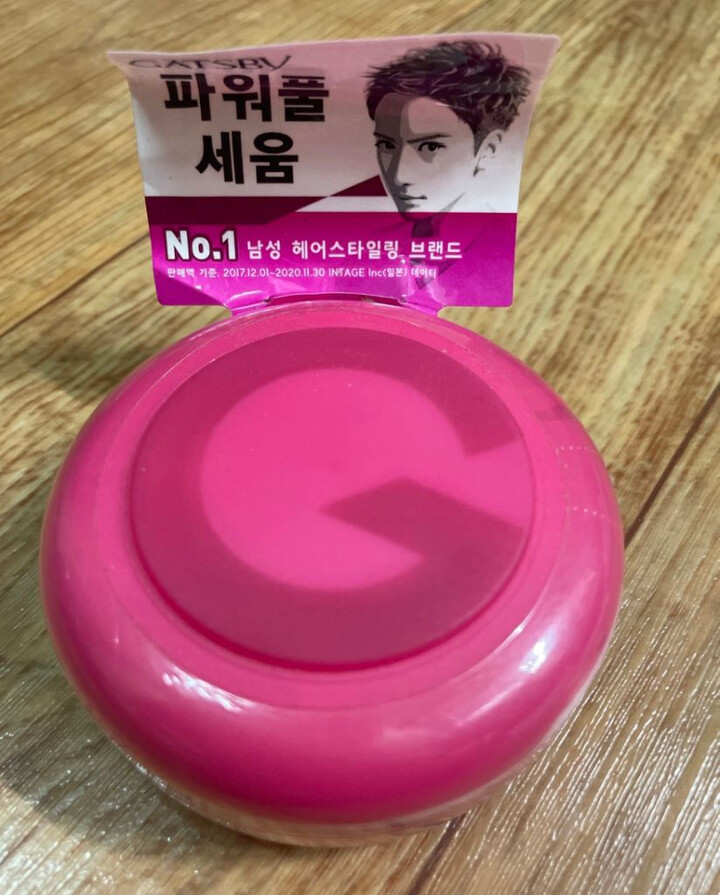 GATSBY
파워풀
세움
No.1 남성 헤어스타일링 브랜드
판매액 기준. 2017.12.01~2020.11.30 INTAGE Inc(일본) 데이터